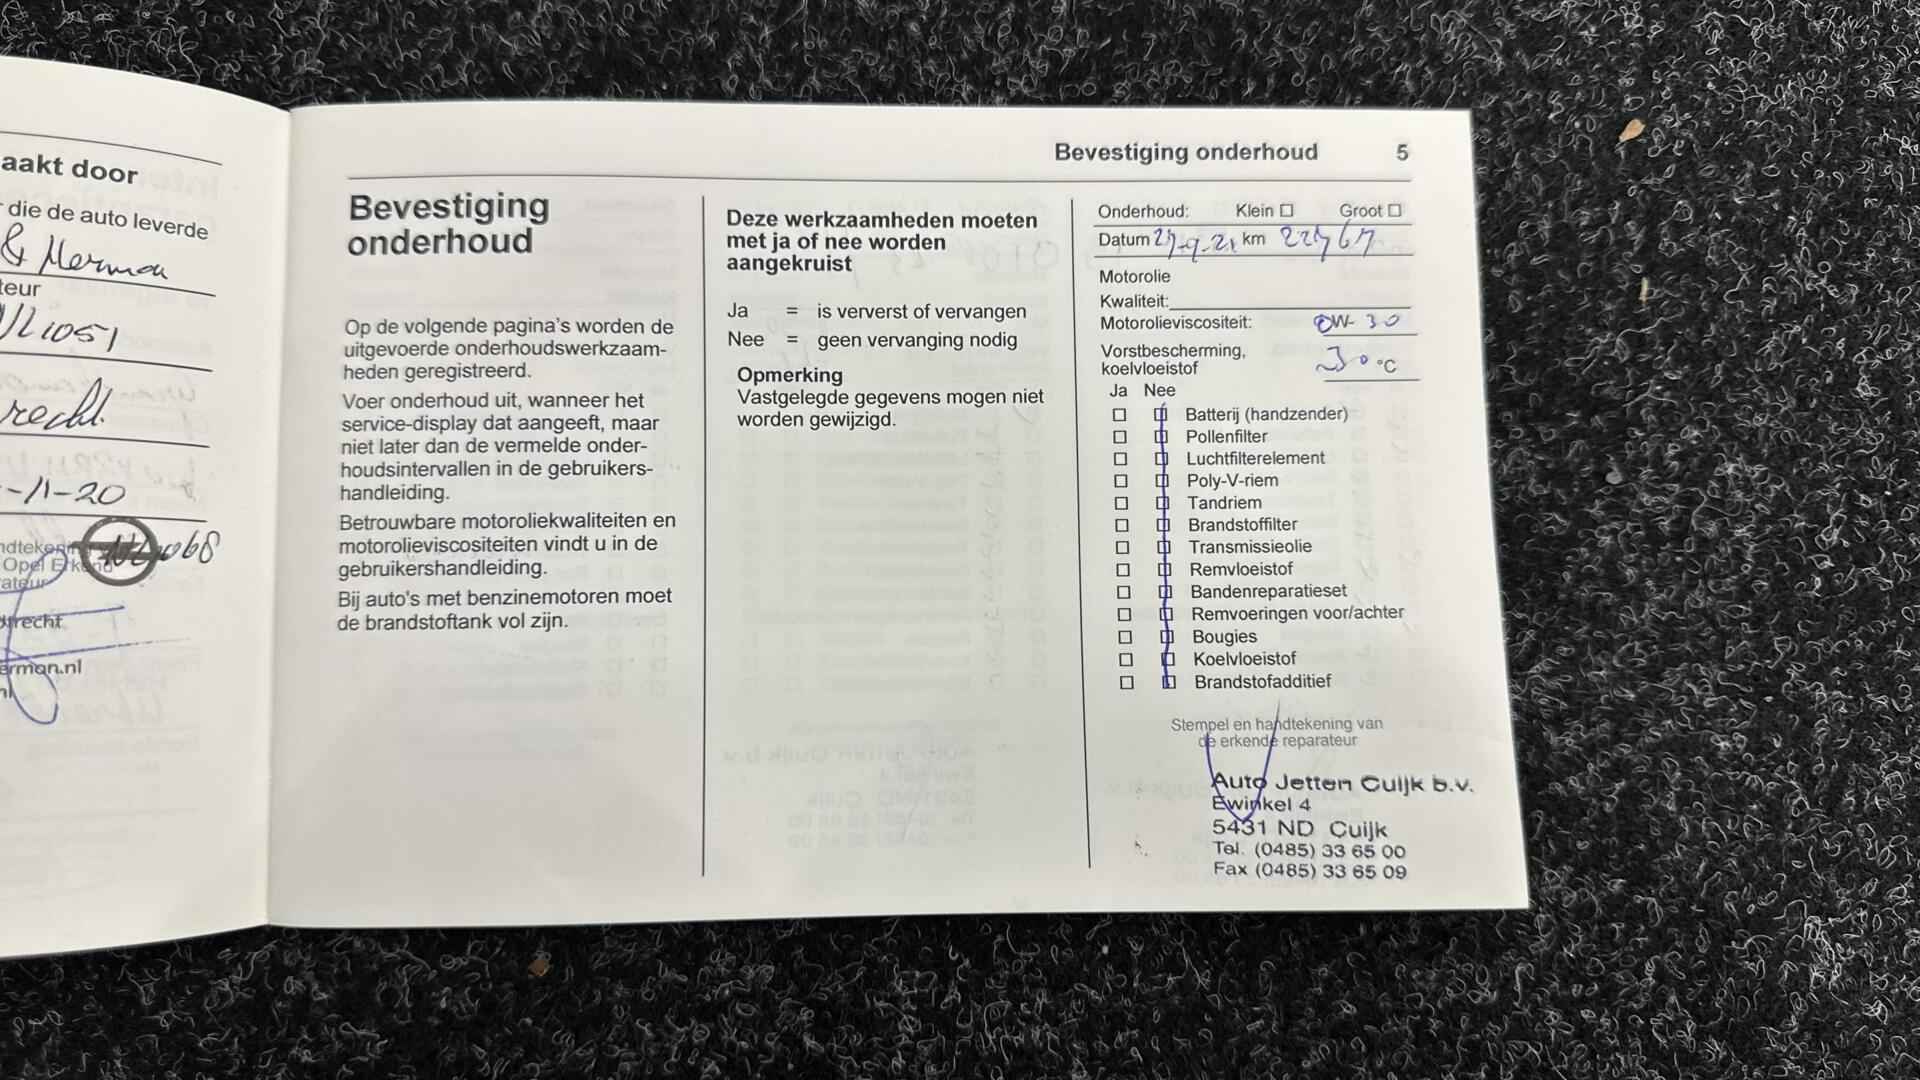 aakt door
die de auto leverde
& Herman
teur
NL1051
recht
-11-20
ndtekening
Opel Erkend
ateur
Utrecht
erman.nl
nl
Bevestiging onderhoud 5
Bevestiging
onderhoud
Op de volgende pagina's worden de
uitgevoerde onderhoudswerkzaam-
heden geregistreerd.
Voer onderhoud uit, wanneer het
service-display dat aangeeft, maar
niet later dan de vermelde onder-
houdsintervallen in de gebruikers-
handleiding.
Betrouwbare motoroliekwaliteiten en
motorolieviscositeiten vindt u in de
gebruikershandleiding.
Bij auto's met benzinemotoren moet
de brandstoftank vol zijn.
Deze werkzaamheden moeten
met ja of nee worden
aangekruist
Ja = is ververst of vervangen
Nee = geen vervanging nodig
Opmerking
Vastgelegde gegevens mogen niet
worden gewijzigd.
Onderhoud: Klein Groot
Datum 27-9-21 km 22767
Motorolie
Kwaliteit:
Motorolieviscositeit: 0W-30
Vorstbescherming,
koelvloeistof -30 °C
Ja Nee
Batterij (handzender)
Pollenfilter
Luchtfilterelement
Poly-V-riem
Tandriem
Brandstoffilter
Transmissieolie
Remvloeistof
Bandenreparatieset
Remvoeringen voor/achter
Bougies
Koelvloeistof
Brandstofadditief
Stempel en handtekening van
de erkende reparateur
Auto Jetten Cuijk b.v.
Ewinkel 4
5431 ND Cuijk
Tel. (0485) 33 65 00
Fax (0485) 33 65 09